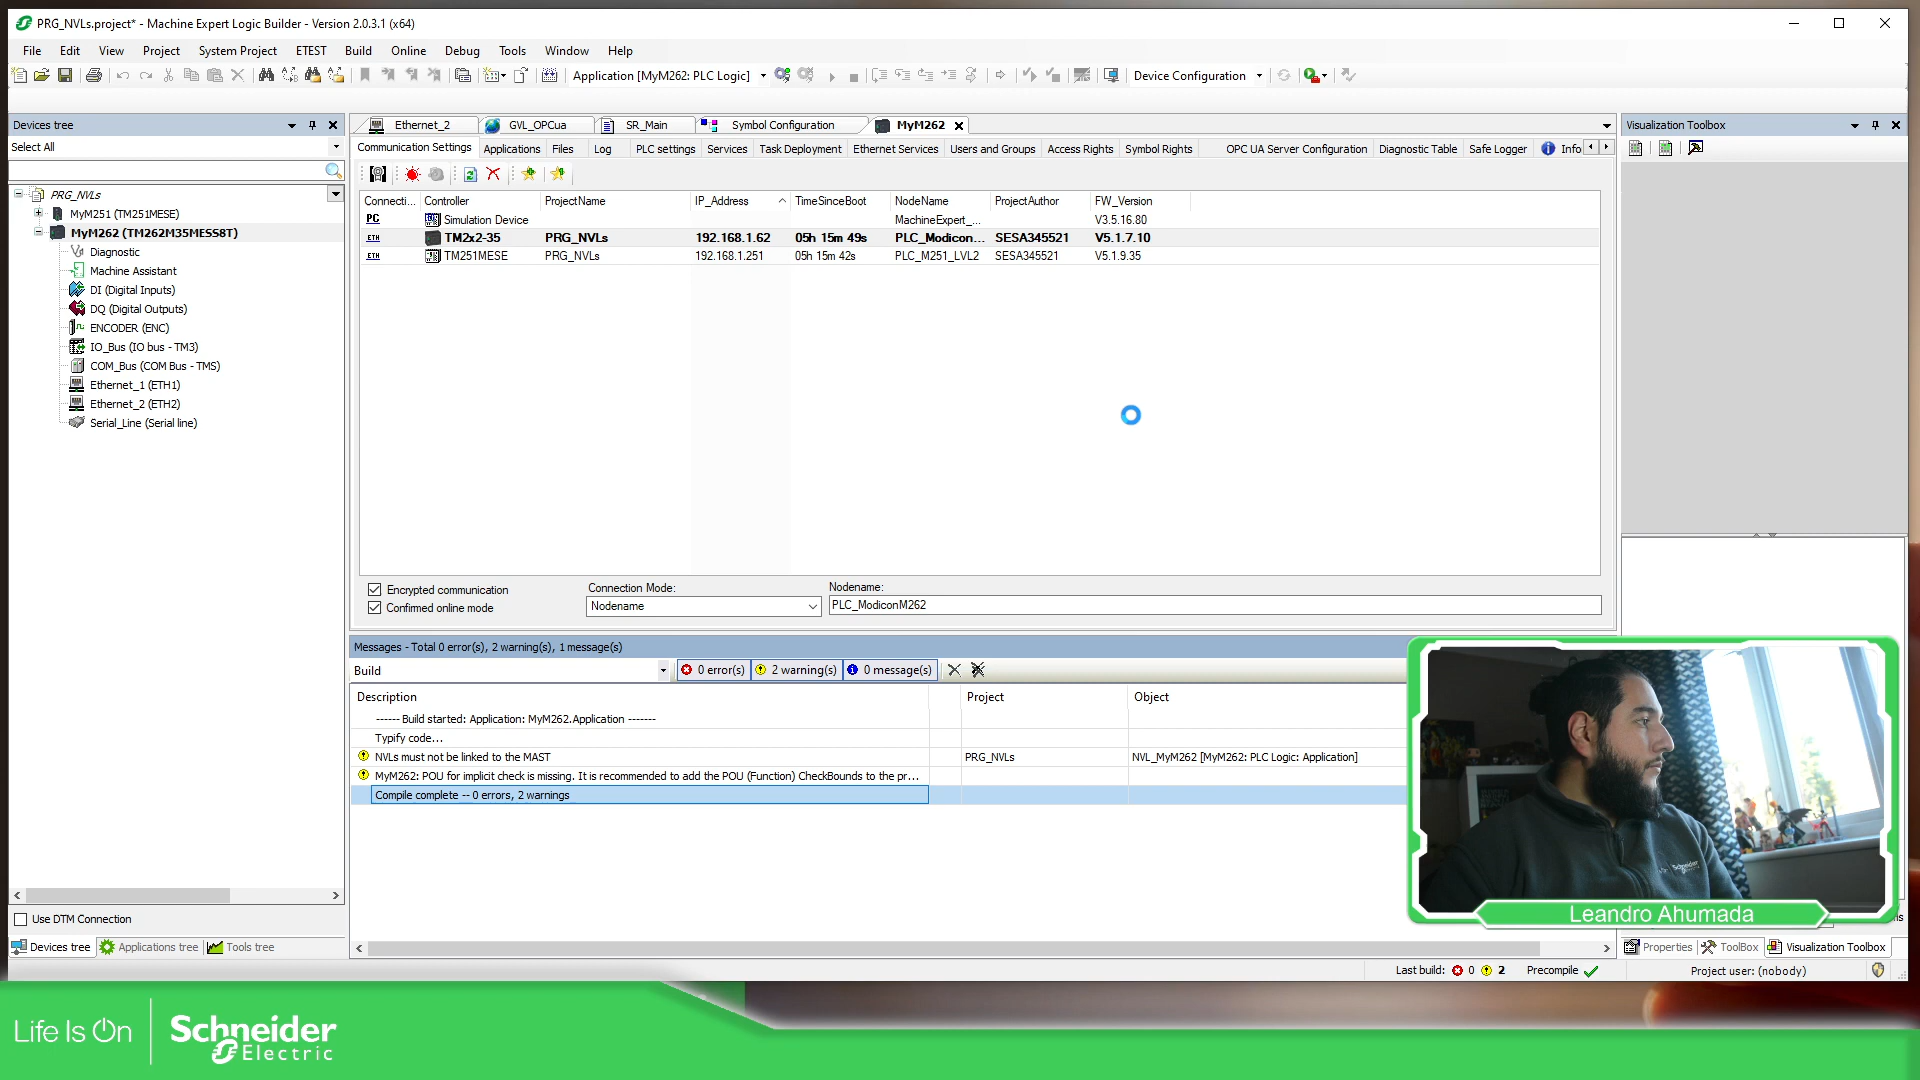 PRG_NVLs.project* - Machine Expert Logic Builder - Version 2.0.3.1 (x64)
File Edit View Project System Project ETEST Build Online Debug Tools Window Help
Application [MyM262: PLC Logic] Device Configuration
Devices tree
Select All
PRG_NVLs
MyM251 (TM251MESE)
MyM262 (TM262M35MESS8T)
Diagnostic
Machine Assistant
DI (Digital Inputs)
DQ (Digital Outputs)
ENCODER (ENC)
IO_Bus (IO bus - TM3)
COM_Bus (COM Bus - TMS)
Ethernet_1 (ETH1)
Ethernet_2 (ETH2)
Serial_Line (Serial line)
Use DTM Connection
Devices tree Applications tree Tools tree
Ethernet_2 GVL_OPCua SR_Main Symbol Configuration MyM262
Communication Settings Applications Files Log PLC settings Services Task Deployment Ethernet Services Users and Groups Access Rights Symbol Rights OPC UA Server Configuration Diagnostic Table Safe Logger Info
Connecti... Controller ProjectName IP_Address TimeSinceBoot NodeName ProjectAuthor FW_Version
PC Simulation Device MachineExpert_... V3.5.16.80
ETH TM2x2-35 PRG_NVLs 192.168.1.62 05h 15m 49s PLC_Modicon... SESA345521 V5.1.7.10
ETH TM251MESE PRG_NVLs 192.168.1.251 05h 15m 42s PLC_M251_LVL2 SESA345521 V5.1.9.35
Encrypted communication
Confirmed online mode
Connection Mode:
Nodename
Nodename:
PLC_ModiconM262
Messages - Total 0 error(s), 2 warning(s), 1 message(s)
Build 0 error(s) 2 warning(s) 0 message(s)
Description Project Object
------ Build started: Application: MyM262.Application -------
Typify code...
NVLs must not be linked to the MAST PRG_NVLs NVL_MyM262 [MyM262: PLC Logic: Application]
MyM262: POU for implicit check is missing. It is recommended to add the POU (Function) CheckBounds to the pr...
Compile complete -- 0 errors, 2 warnings
Visualization Toolbox
Schneider
Electric
Leandro Ahumada
Properties ToolBox Visualization Toolbox
Last build: 0 2 Precompile Project user: (nobody)
Life Is On
Schneider
Electric